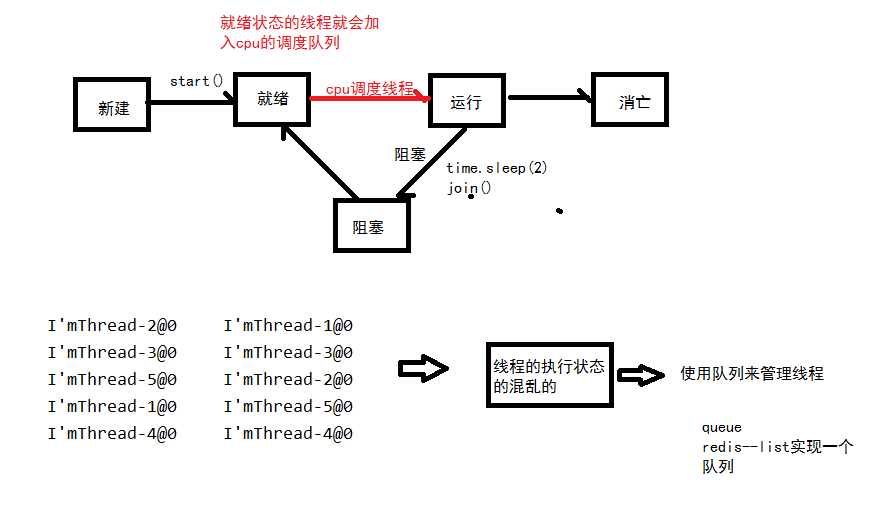 就绪状态的线程就会加
入cpu的调度队列
start()
cpu调度线程
新建
就绪
运行
消亡
阻塞
time.sleep(2)
join()
阻塞
I'mThread-2@0
I'mThread-3@0
I'mThread-5@0
I'mThread-1@0
I'mThread-4@0
I'mThread-1@0
I'mThread-3@0
I'mThread-2@0
I'mThread-5@0
I'mThread-4@0
线程的执行状态
的混乱的
使用队列来管理线程
queue
redis--list实现一个
队列